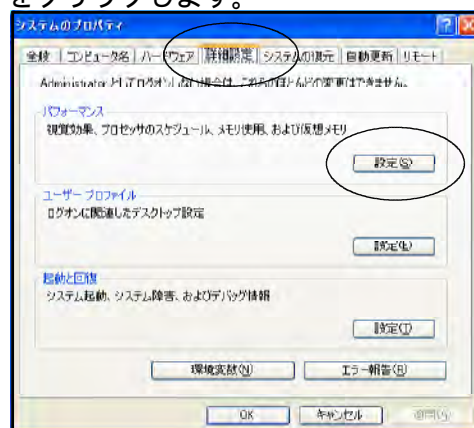 をクリックします。
システムのプロパティ
全般 コンピュータ名 ハードウェア 詳細設定 システムの復元 自動更新 リモート
Administrator としてログオンしない場合は、これらのほとんどの変更はできません。
パフォーマンス
視覚効果、プロセッサのスケジュール、メモリ使用、および仮想メモリ
設定(S)
ユーザー プロファイル
ログオンに関連したデスクトップ設定
設定(E)
起動と回復
システム起動、システム障害、およびデバッグ情報
設定(T)
環境変数(N) エラー報告(R)
OK キャンセル 適用(A)